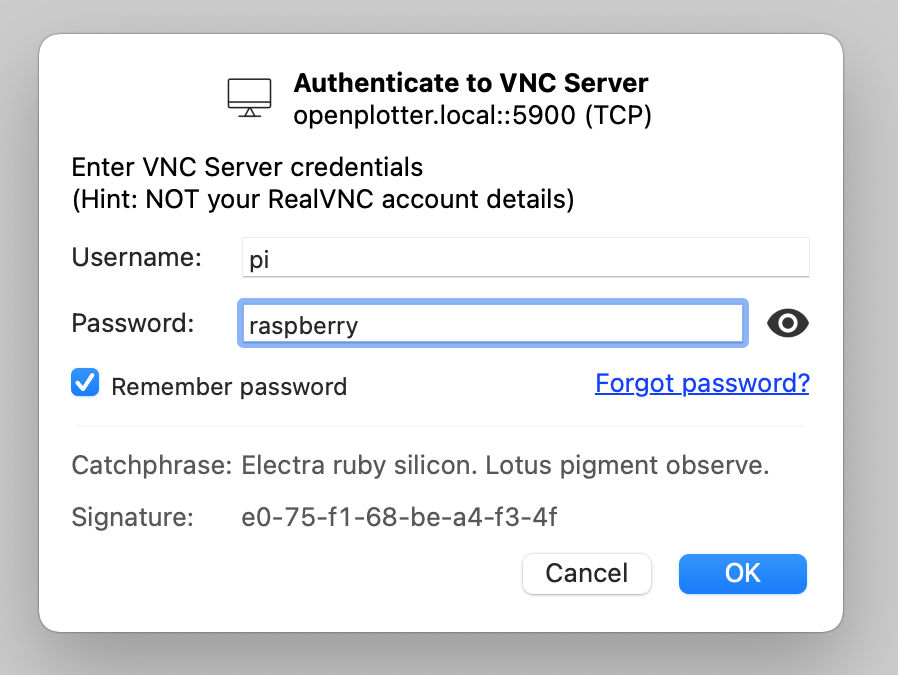 Authenticate to VNC Server
openplotter.local::5900 (TCP)
Enter VNC Server credentials
(Hint: NOT your RealVNC account details)
Username: pi
Password: raspberry
Remember password Forgot password?
Catchphrase: Electra ruby silicon. Lotus pigment observe.
Signature: e0-75-f1-68-be-a4-f3-4f
Cancel OK